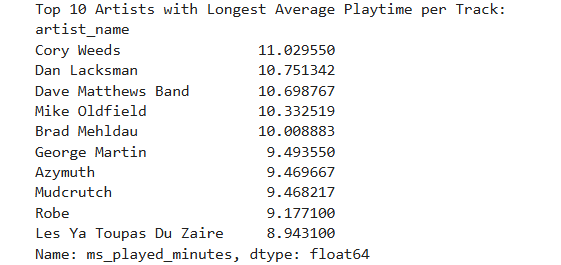 Top 10 Artists with Longest Average Playtime per Track:
artist_name
Cory Weeds 11.029550
Dan Lacksman 10.751342
Dave Matthews Band 10.698767
Mike Oldfield 10.332519
Brad Mehldau 10.008883
George Martin 9.493550
Azymuth 9.469667
Mudcrutch 9.468217
Robe 9.177100
Les Ya Toupas Du Zaire 8.943100
Name: ms_played_minutes, dtype: float64